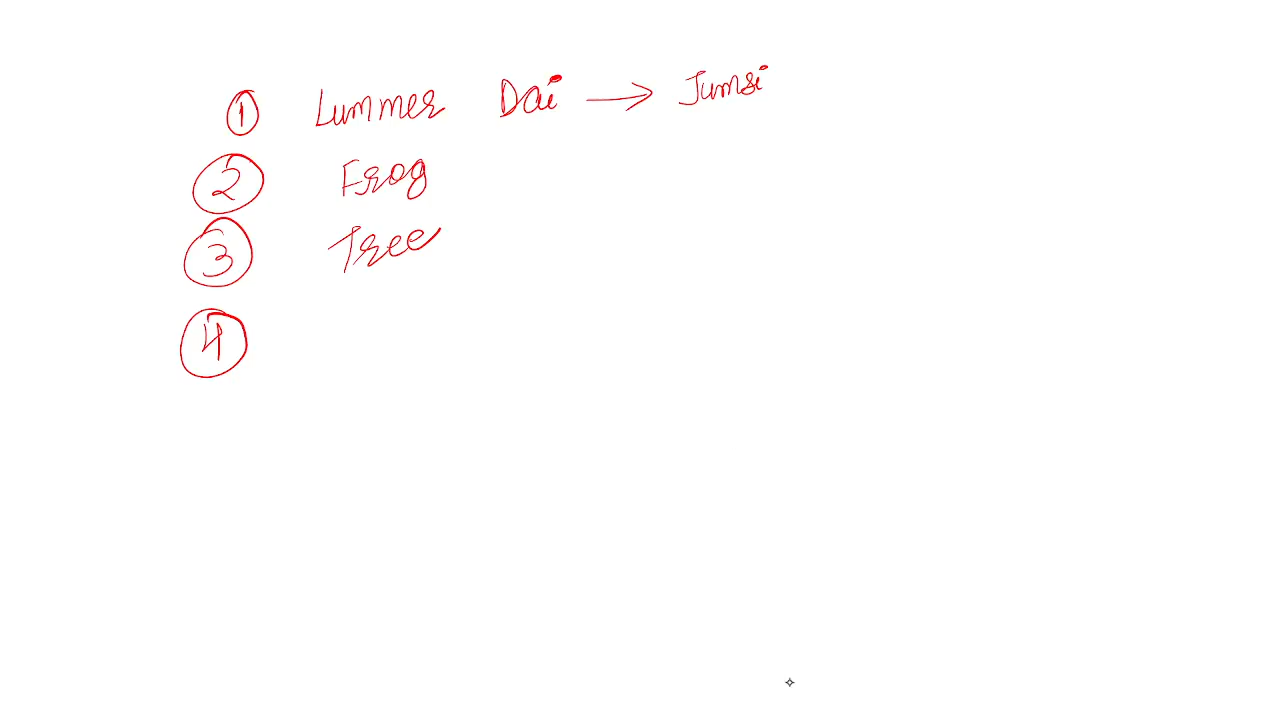 ① Lummer Dai → Jumsi
② Frog
③ Tree
④